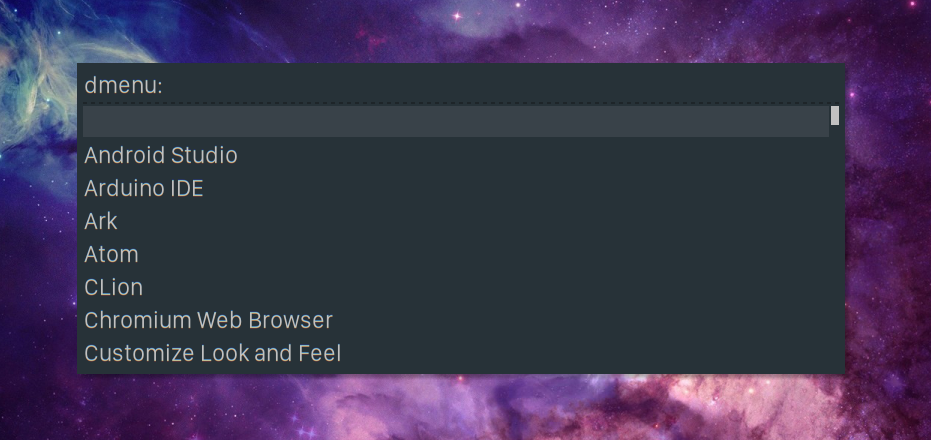 dmenu:
Android Studio
Arduino IDE
Ark
Atom
CLion
Chromium Web Browser
Customize Look and Feel